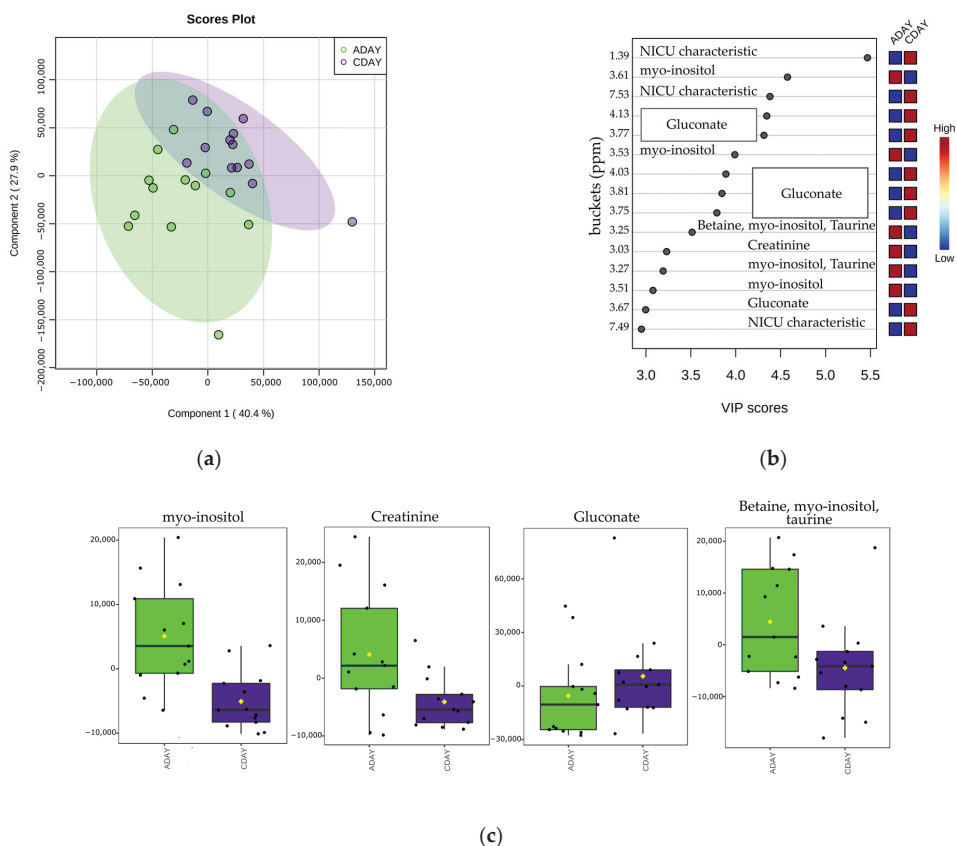 Scores Plot
ADAY
CDAY
100,000
50,000
0
−50,000
−100,000
−150,000
−200,000
Component 2 ( 27.9 %)
−100,000 −50,000 0 50,000 100,000 150,000
Component 1 ( 40.4 %)
(a)
ADAY CDAY
1.39 NICU characteristic
3.61 myo-inositol
7.53 NICU characteristic
4.13
3.77
Gluconate
3.53 myo-inositol
4.03
3.81
3.75
Gluconate
3.25 Betaine, myo-inositol, Taurine
3.03 Creatinine
3.27 myo-inositol, Taurine
3.51 myo-inositol
3.67 Gluconate
7.49 NICU characteristic
buckets (ppm)
3.0 3.5 4.0 4.5 5.0 5.5
VIP scores
High
Low
(b)
myo-inositol
20,000
10,000
0
−10,000
ADAY CDAY
Creatinine
20,000
10,000
0
−10,000
ADAY CDAY
Gluconate
60,000
30,000
0
−30,000
ADAY CDAY
Betaine, myo-inositol,
taurine
20,000
10,000
0
−10,000
ADAY CDAY
(c)